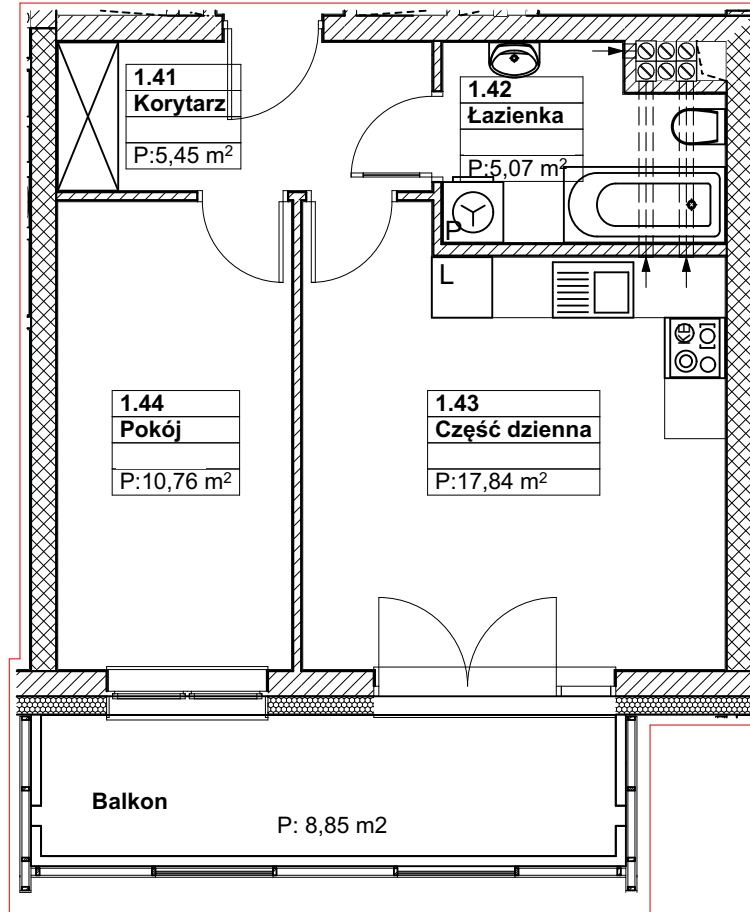 1.41
Korytarz
P:5,45 m²
1.42
Łazienka
P:5,07 m²
P
L
1.44
Pokój
P:10,76 m²
1.43
Część dzienna
P:17,84 m²
Balkon
P: 8,85 m2